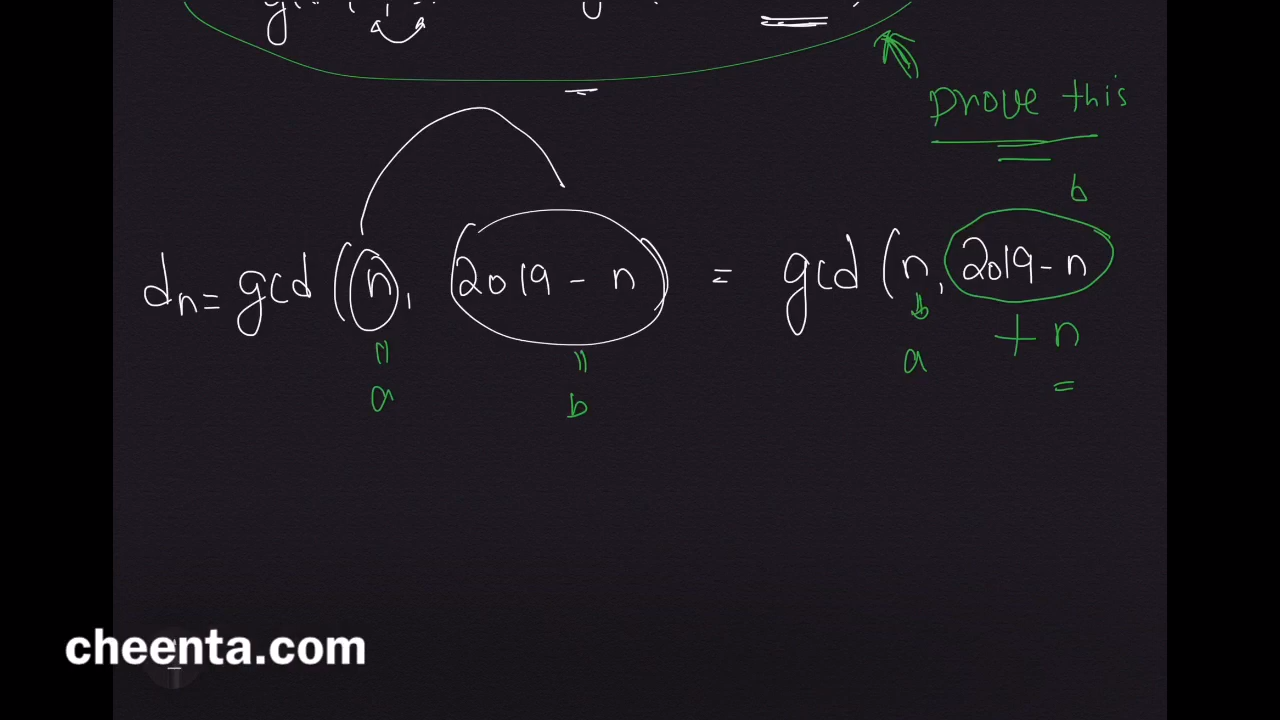 prove this
b
dn = gcd (n, (2019 - n)) = gcd (n, 2019 - n
a + n
= a = b =
cheenta.com